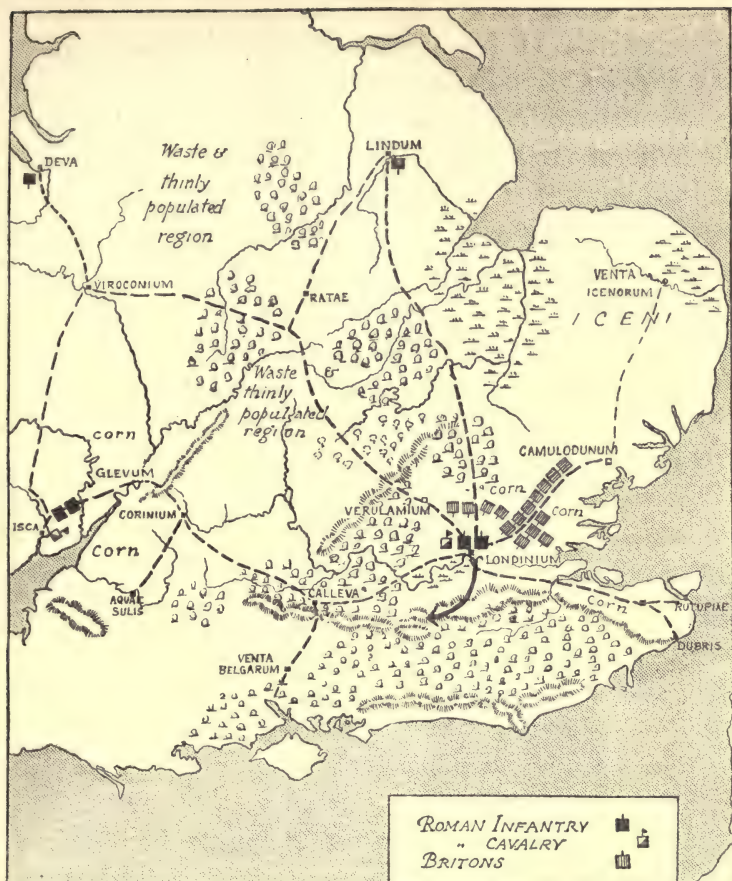 LINDUM
DEVA
Waste &
thinly
populated
region
VIROCONIUM
RATAE
VENTA
ICENORUM
ICENI
Waste &
thinly
populated
region
corn
GLEVUM
CAMULODUNUM
corn
Corn
ISCA
CORINIUM
VERULAMIUM
Corn
LONDINIUM
CALLEVA
AQUAE
SULIS
corn
RUTUPIAE
DUBRIS
VENTA
BELGARUM
ROMAN INFANTRY
" CAVALRY
BRITONS